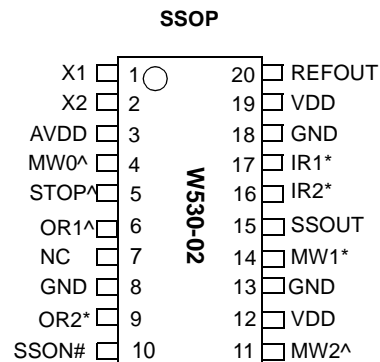 SSOP
X1 1 20 REFOUT
X2 2 19 VDD
AVDD 3 18 GND
MW0^ 4 17 IR1*
STOP^ 5 16 IR2*
OR1^ 6 15 SSOUT
NC 7 14 MW1*
GND 8 13 GND
OR2* 9 12 VDD
SSON# 10 11 MW2^
W530-02